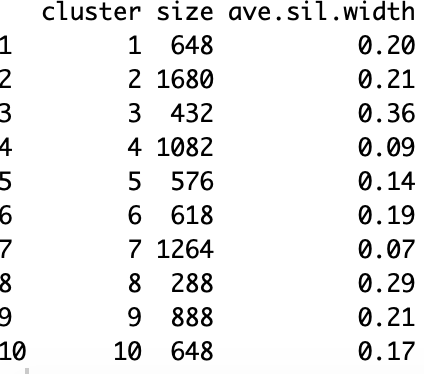 cluster size ave.sil.width
1 1 648 0.20
2 2 1680 0.21
3 3 432 0.36
4 4 1082 0.09
5 5 576 0.14
6 6 618 0.19
7 7 1264 0.07
8 8 288 0.29
9 9 888 0.21
10 10 648 0.17